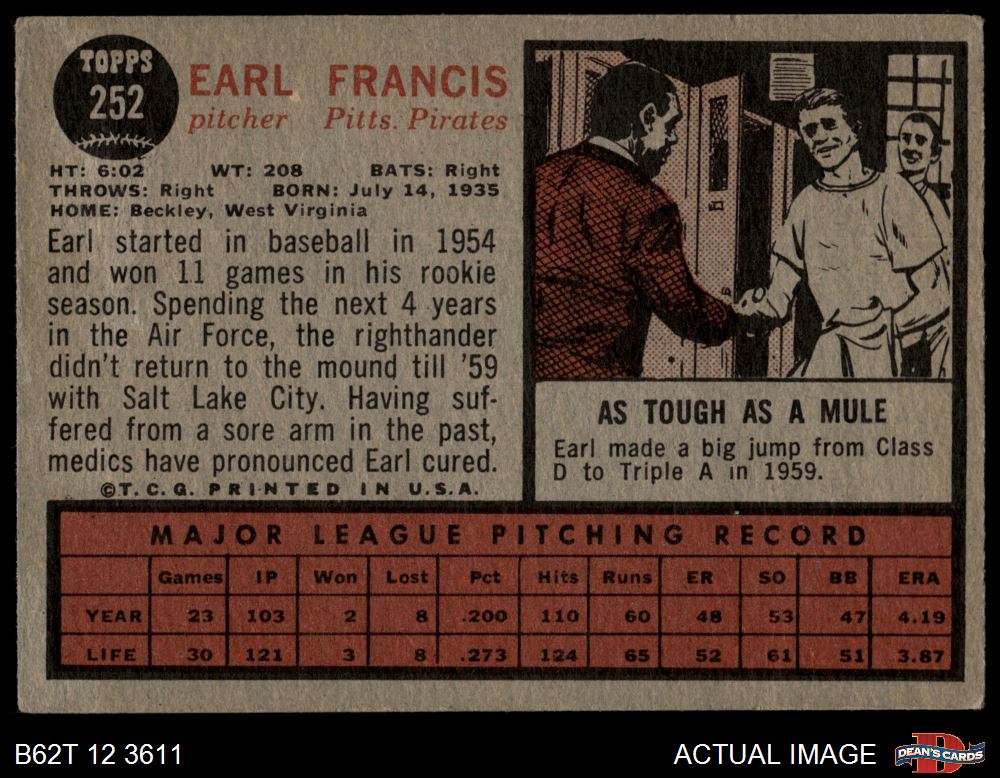 TOPPS
252
EARL FRANCIS
pitcher Pitts. Pirates
HT: 6:02 WT: 208 BATS: Right
THROWS: Right BORN: July 14, 1935
HOME: Beckley, West Virginia
Earl started in baseball in 1954
and won 11 games in his rookie
season. Spending the next 4 years
in the Air Force, the righthander
didn't return to the mound till '59
with Salt Lake City. Having suf-
fered from a sore arm in the past,
medics have pronounced Earl cured.
©T.C.G. PRINTED IN U.S.A.
AS TOUGH AS A MULE
Earl made a big jump from Class
D to Triple A in 1959.
MAJOR LEAGUE PITCHING RECORD
Games IP Won Lost Pct Hits Runs ER SO BB ERA
YEAR 23 103 2 8 .200 110 60 48 53 47 4.19
LIFE 30 121 3 8 .273 124 65 52 61 51 3.87
B62T 12 3611
ACTUAL IMAGE
DEAN'S CARDS